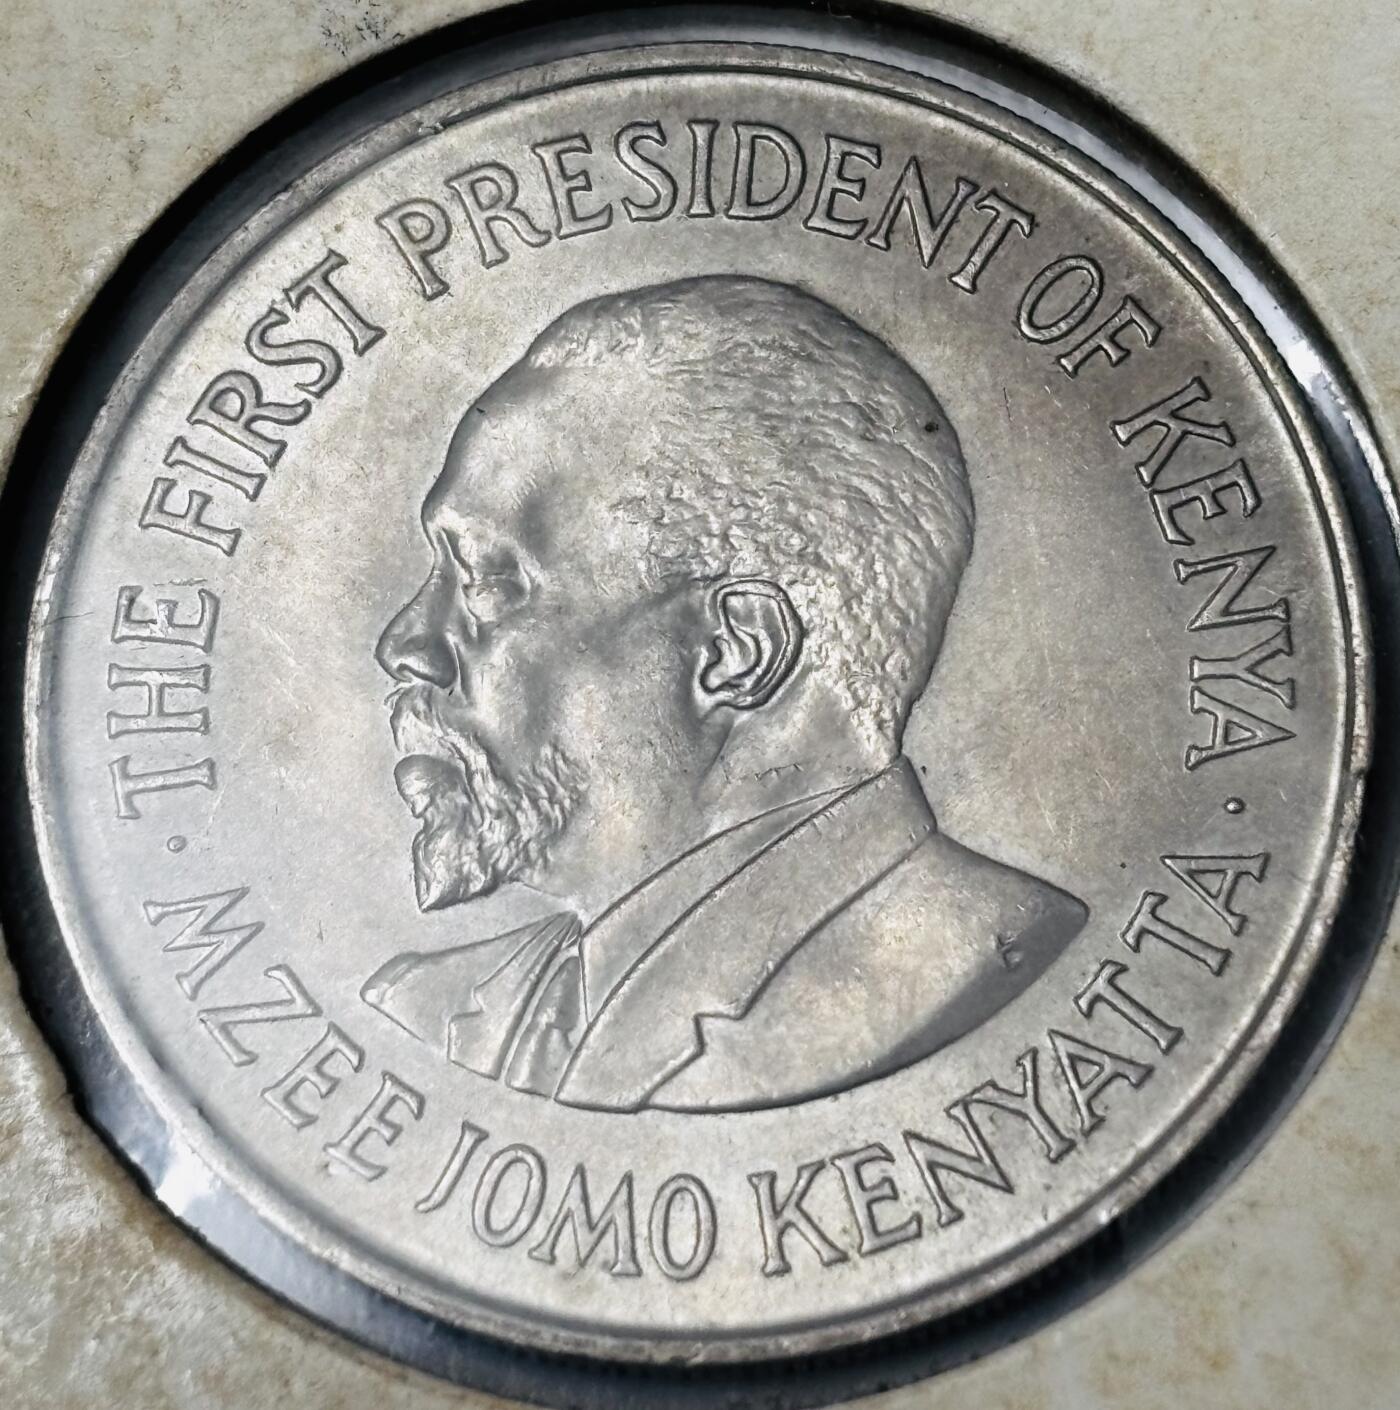 THE FIRST PRESIDENT OF KENYA ·
MZEE JOMO KENYATTA ·